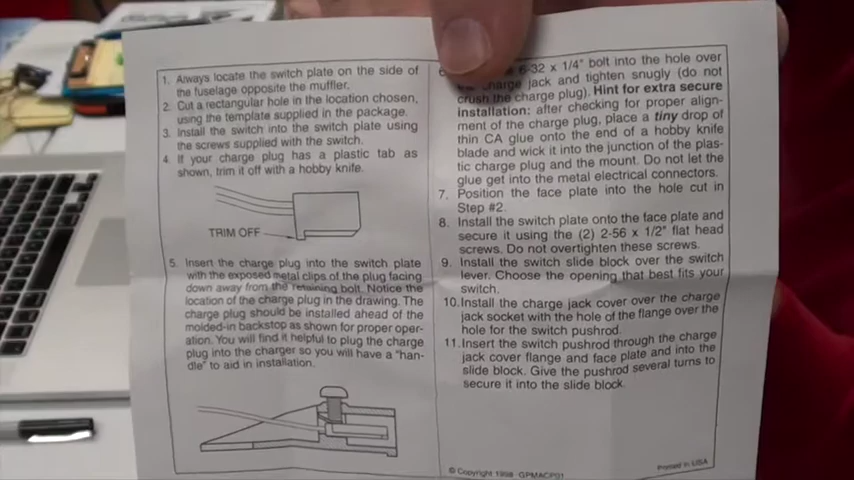 1. Always locate the switch plate on the side of
the fuselage opposite the muffler.
2. Cut a rectangular hole in the location chosen,
using the template supplied in the package.
3. Install the switch into the switch plate using
the screws supplied with the switch.
4. If your charge plug has a plastic tab as
shown, trim it off with a hobby knife.
TRIM OFF
5. Insert the charge plug into the switch plate
with the exposed metal clips of the plug facing
down away from the retaining bolt. Notice the
location of the charge plug in the drawing. The
charge plug should be installed ahead of the
molded-in backstop as shown for proper oper-
ation. You will find it helpful to plug the charge
plug into the charger so you will have a "han-
dle" to aid in installation.
6-32 x 1/4" bolt into the hole over
the charge jack and tighten snugly (do not
crush the charge plug). Hint for extra secure
installation: after checking for proper align-
ment of the charge plug, place a tiny drop of
thin CA glue onto the end of a hobby knife
blade and wick it into the junction of the plas-
tic charge plug and the mount. Do not let the
glue get into the metal electrical connectors.
7. Position the face plate into the hole cut in
Step #2.
8. Install the switch plate onto the face plate and
secure it using the (2) 2-56 x 1/2" flat head
screws. Do not overtighten these screws.
9. Install the switch slide block over the switch
lever. Choose the opening that best fits your
switch.
10. Install the charge jack cover over the charge
jack socket with the hole of the flange over the
hole for the switch pushrod.
11. Insert the switch pushrod through the charge
jack cover flange and face plate and into the
slide block. Give the pushrod several turns to
secure it into the slide block.
© Copyright 1998 GPMACP01
Printed in USA